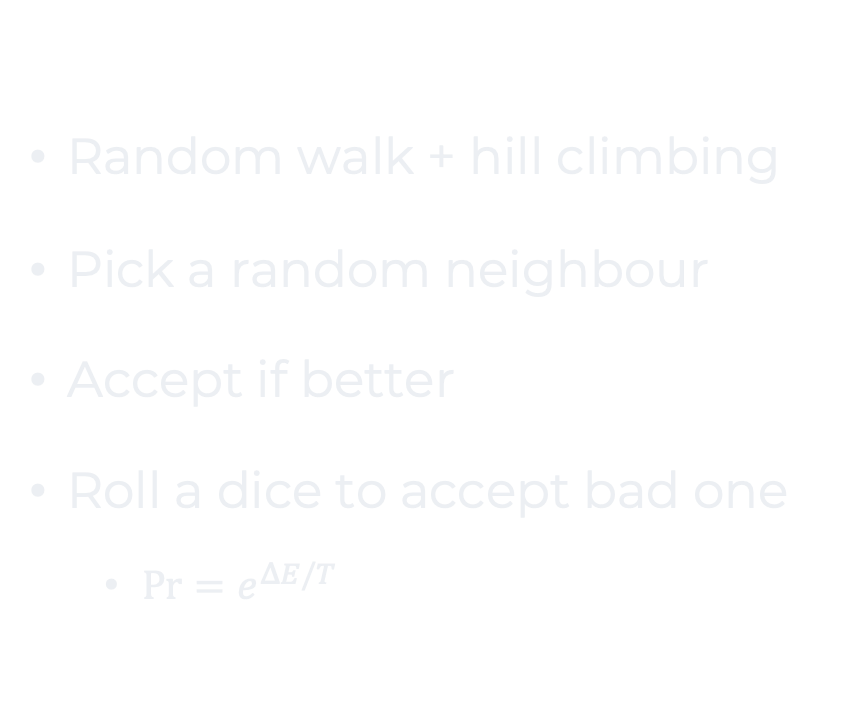 • Random walk + hill climbing
• Pick a random neighbour
• Accept if better
• Roll a dice to accept bad one
• Pr = e^{ΔE/T}